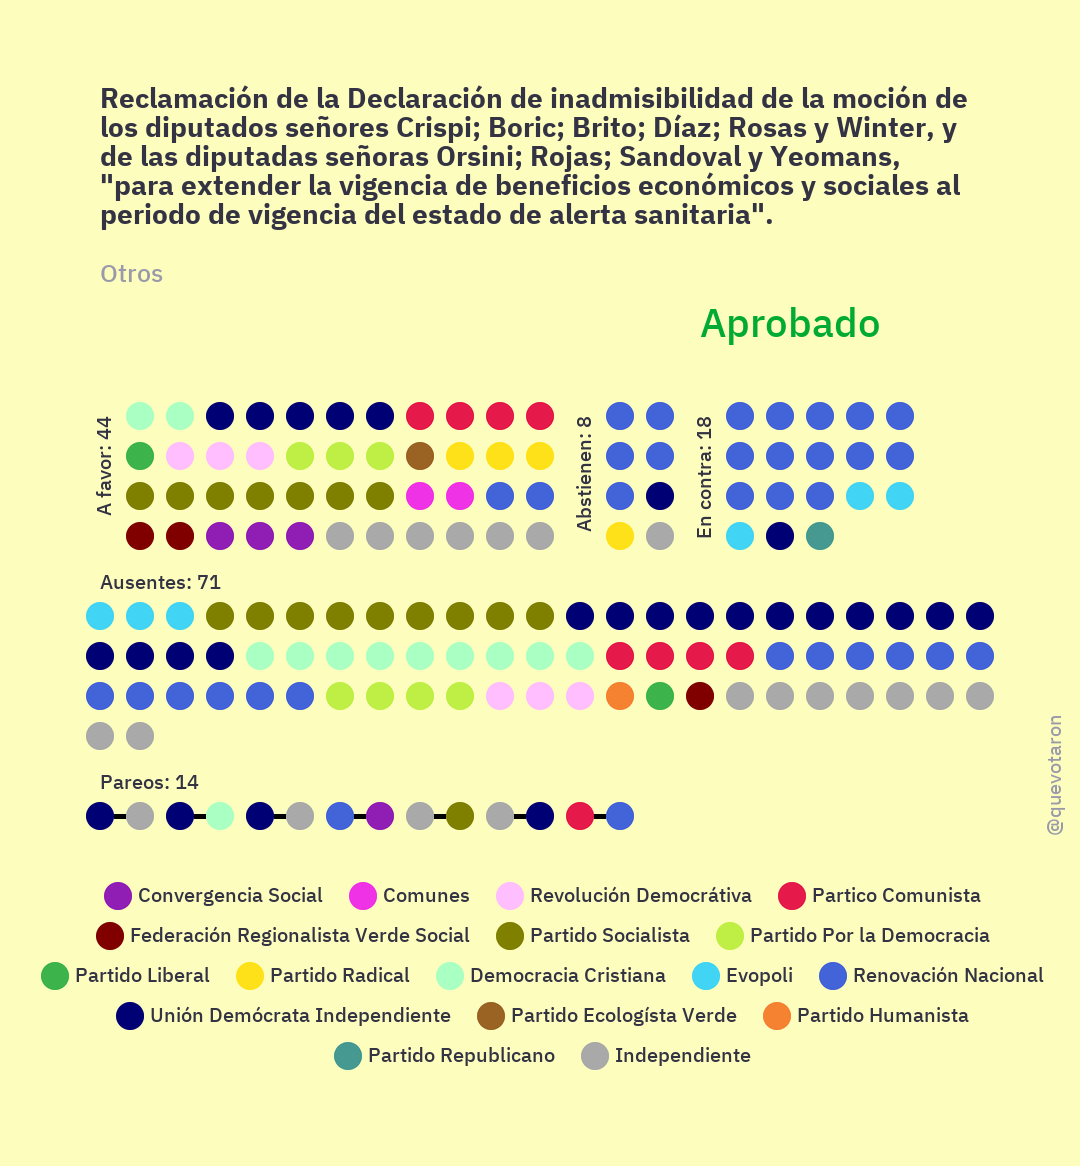 Reclamación de la Declaración de inadmisibilidad de la moción de
los diputados señores Crispi; Boric; Brito; Díaz; Rosas y Winter, y
de las diputadas señoras Orsini; Rojas; Sandoval y Yeomans,
"para extender la vigencia de beneficios económicos y sociales al
periodo de vigencia del estado de alerta sanitaria".
Otros
Aprobado
A favor: 44
Abstienen: 8
En contra: 18
Ausentes: 71
Pareos: 14
@quevotaron
Convergencia Social
Comunes
Revolución Democrátiva
Partico Comunista
Federación Regionalista Verde Social
Partido Socialista
Partido Por la Democracia
Partido Liberal
Partido Radical
Democracia Cristiana
Evopoli
Renovación Nacional
Unión Demócrata Independiente
Partido Ecologísta Verde
Partido Humanista
Partido Republicano
Independiente